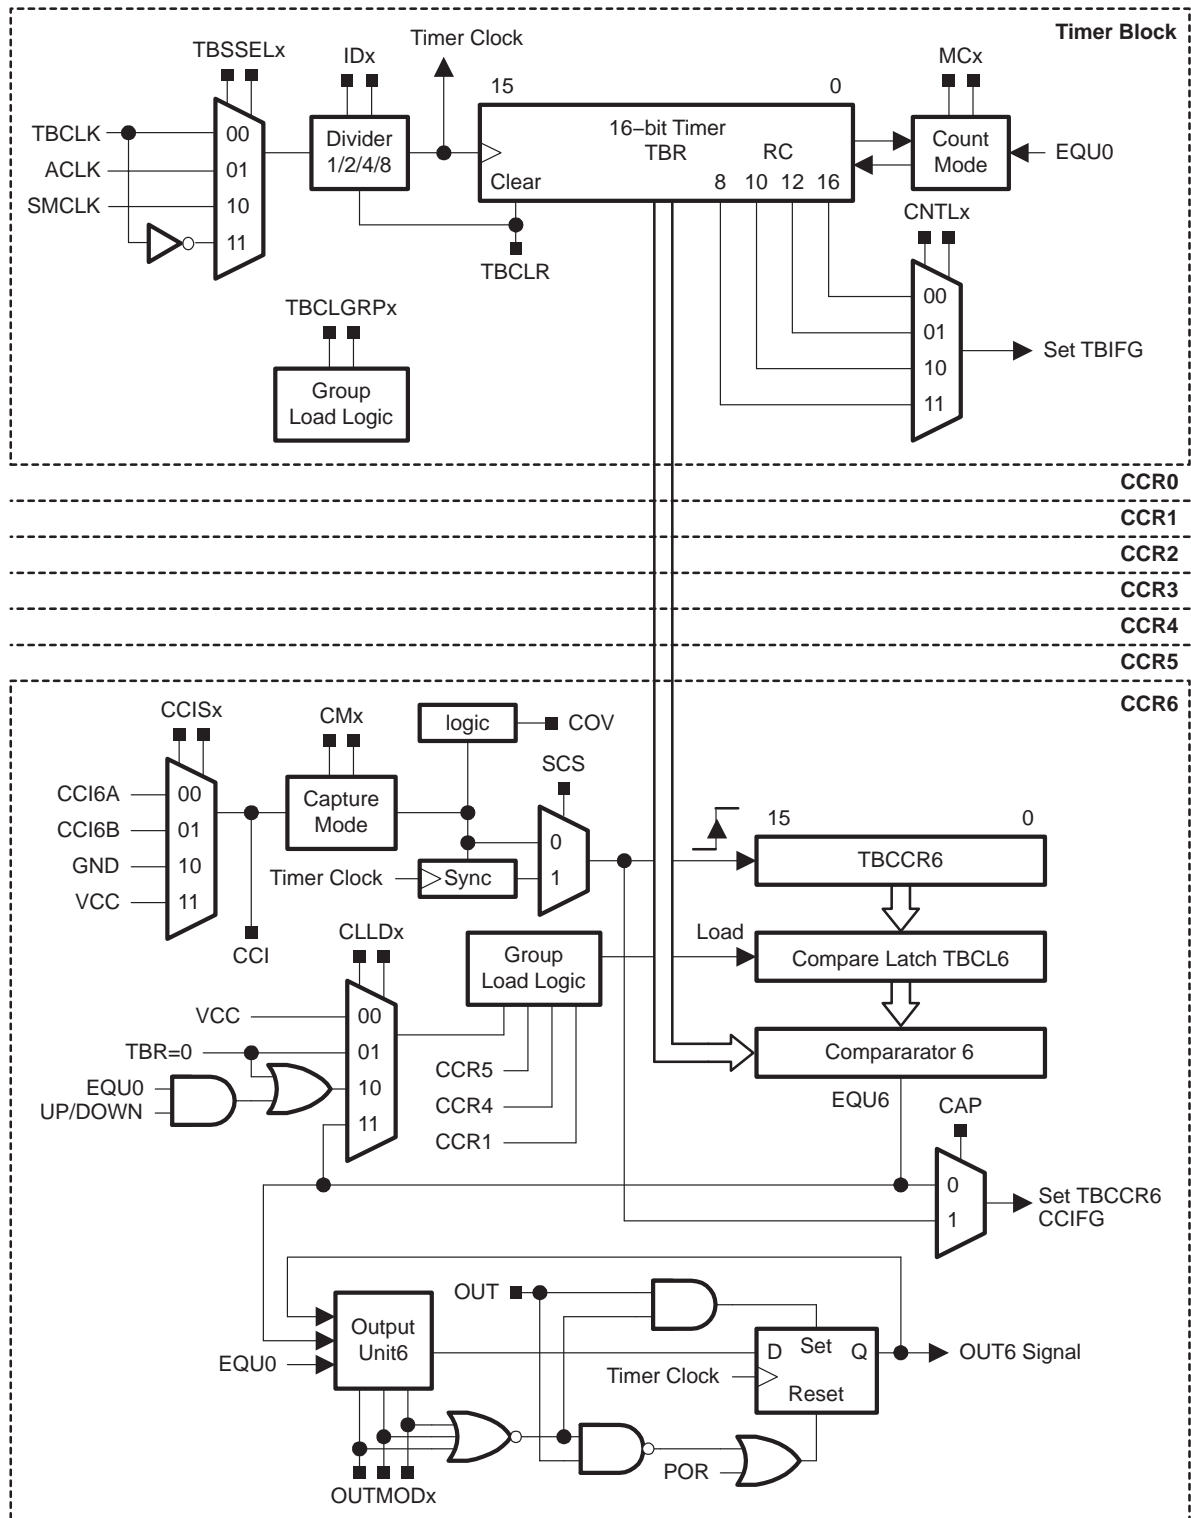 Timer Block
Timer Clock
TBSSELx
IDx
MCx
15
0
TBCLK
00
Divider
1/2/4/8
16–bit Timer
TBR
RC
Count
Mode
EQU0
ACLK
01
Clear
8
10
12
16
SMCLK
10
CNTLx
11
TBCLR
00
TBCLGRPx
01
Set TBIFG
10
Group
Load Logic
11
CCR0
CCR1
CCR2
CCR3
CCR4
CCR5
CCR6
CCISx
CMx
logic
COV
SCS
CCI6A
00
Capture
Mode
15
0
CCI6B
01
0
TBCCR6
GND
10
Timer Clock
Sync
1
VCC
11
CCI
CLLDx
Group
Load Logic
Load
Compare Latch TBCL6
VCC
00
TBR=0
01
Compararator 6
EQU0
10
CCR5
UP/DOWN
11
CCR4
EQU6
CAP
CCR1
0
Set TBCCR6
CCIFG
1
OUT
Output
Unit6
EQU0
D
Set
Q
OUT6 Signal
Timer Clock
Reset
POR
OUTMODx